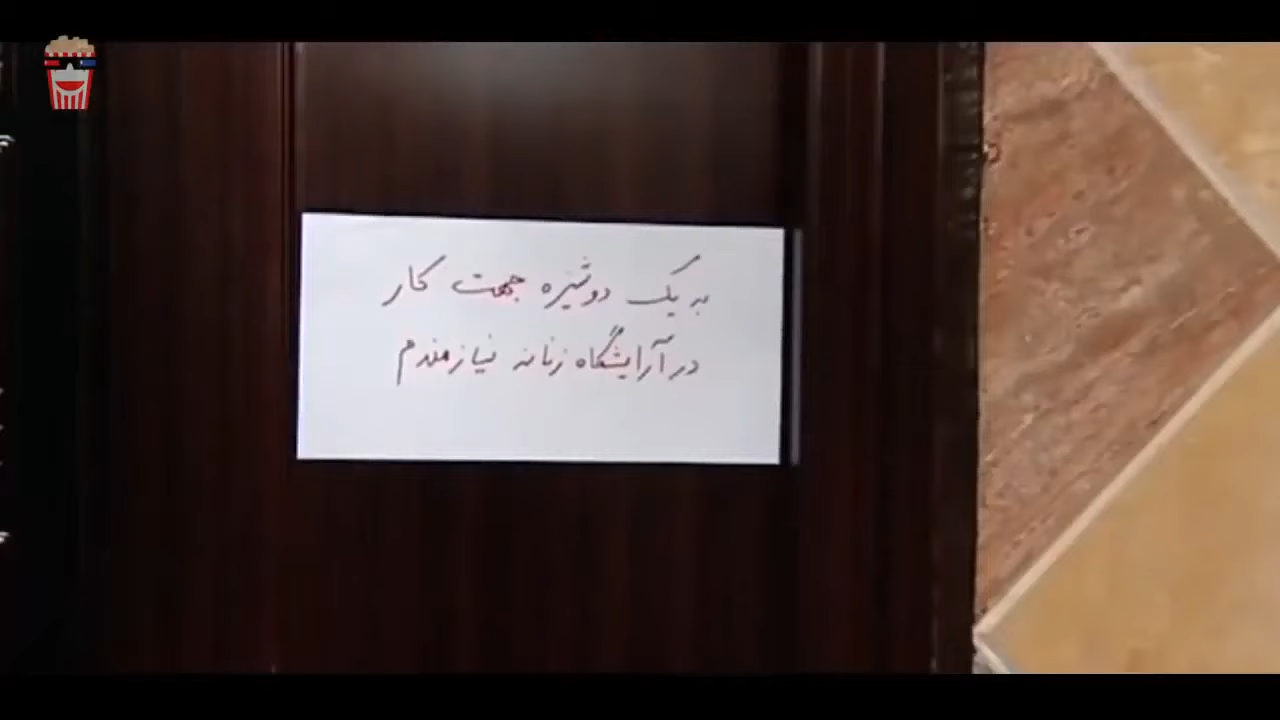 به یک دوشیزه جهت کار
در آرایشگاه زنانه نیازمندم